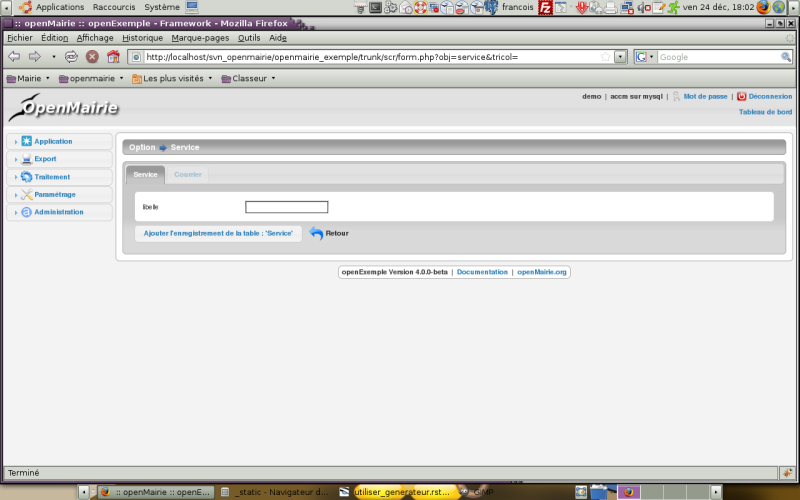 Applications Raccourcis Système francois ven 24 déc, 18:02
:: openMairie :: openExemple - Framework - Mozilla Firefox
Fichier Édition Affichage Historique Marque-pages Outils Aide
http://localhost/svn_openmairie/openmairie_exemple/trunk/scr/form.php?obj=service&tricol= Google
Mairie openmairie Les plus visités Classeur
OpenMairie
demo | accm sur mysql | Mot de passe | Déconnexion
Tableau de bord
Application
Export
Traitement
Paramétrage
Administration
Option Service
Service Courrier
libelle
Ajouter l'enregistrement de la table : 'Service' Retour
openExemple Version 4.0.0-beta | Documentation | openMairie.org
Terminé
:: openMairie :: openE... _static - Navigateur d... utiliser_generateur.rst... GIMP